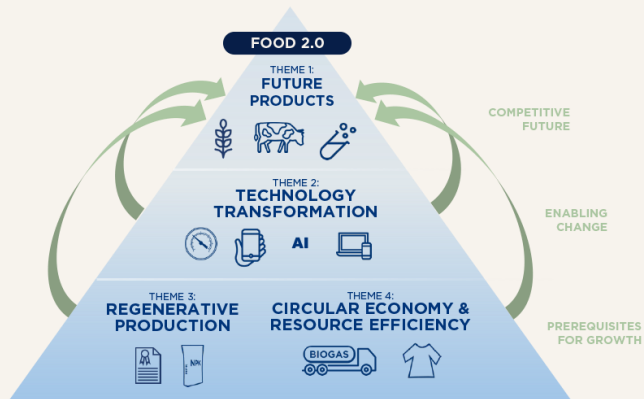 FOOD 2.0
THEME 1:
FUTURE
PRODUCTS
COMPETITIVE
FUTURE
THEME 2:
TECHNOLOGY
TRANSFORMATION
AI
ENABLING
CHANGE
THEME 3:
REGENERATIVE
PRODUCTION
NPK
THEME 4:
CIRCULAR ECONOMY &
RESOURCE EFFICIENCY
BIOGAS
PREREQUISITES
FOR GROWTH